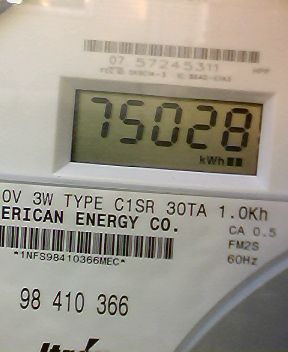 07 57245311
75028
kWh
0V 3W TYPE C1SR 30TA 1.0Kh
ERICAN ENERGY CO.
CA 0.5
FM2S
*1NFS98410366MEC*
60Hz
98 410 366